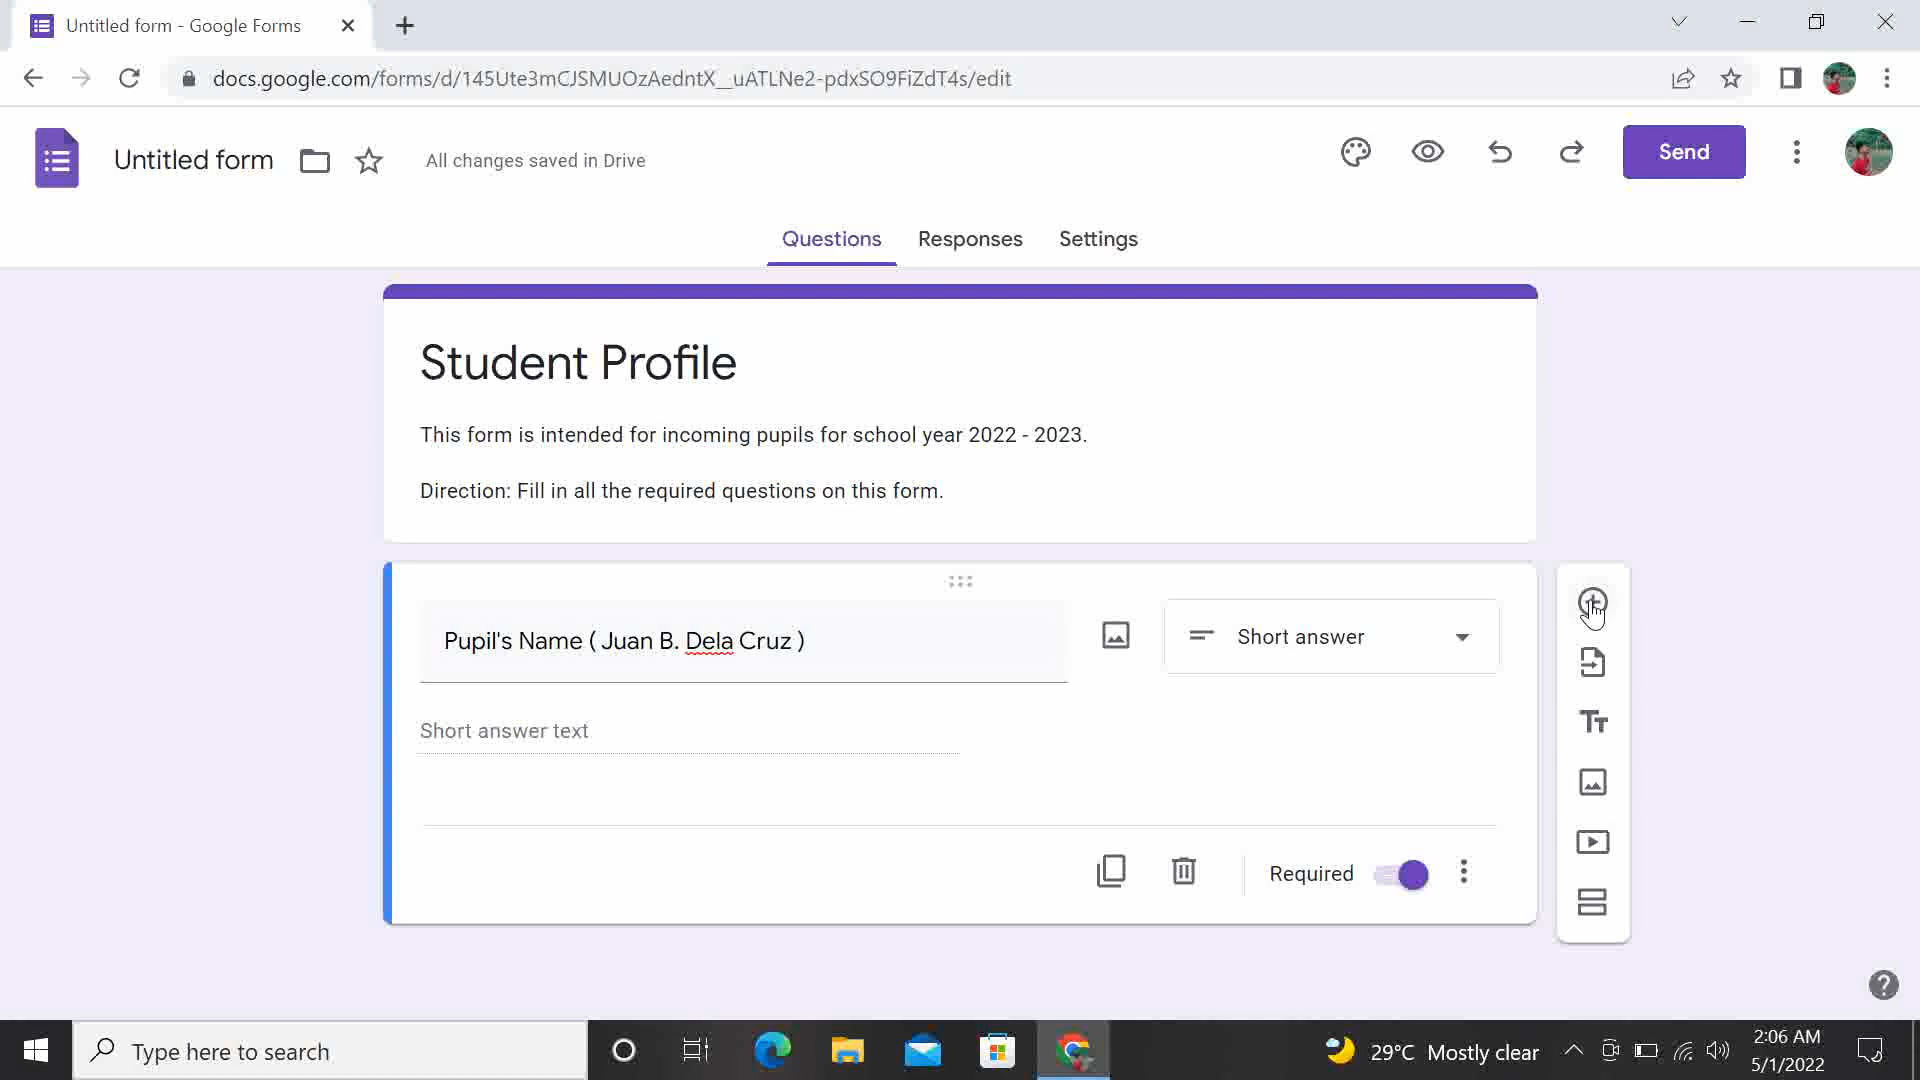 Untitled form - Google Forms
docs.google.com/forms/d/145Ute3mCJSMUOzAedntX__uATLNe2-pdxSO9FiZdT4s/edit
Untitled form
All changes saved in Drive
Send
Questions
Responses
Settings
Student Profile
This form is intended for incoming pupils for school year 2022 - 2023.
Direction: Fill in all the required questions on this form.
Pupil's Name ( Juan B. Dela Cruz )
Short answer
Short answer text
Required
Type here to search
29°C Mostly clear
2:06 AM
5/1/2022